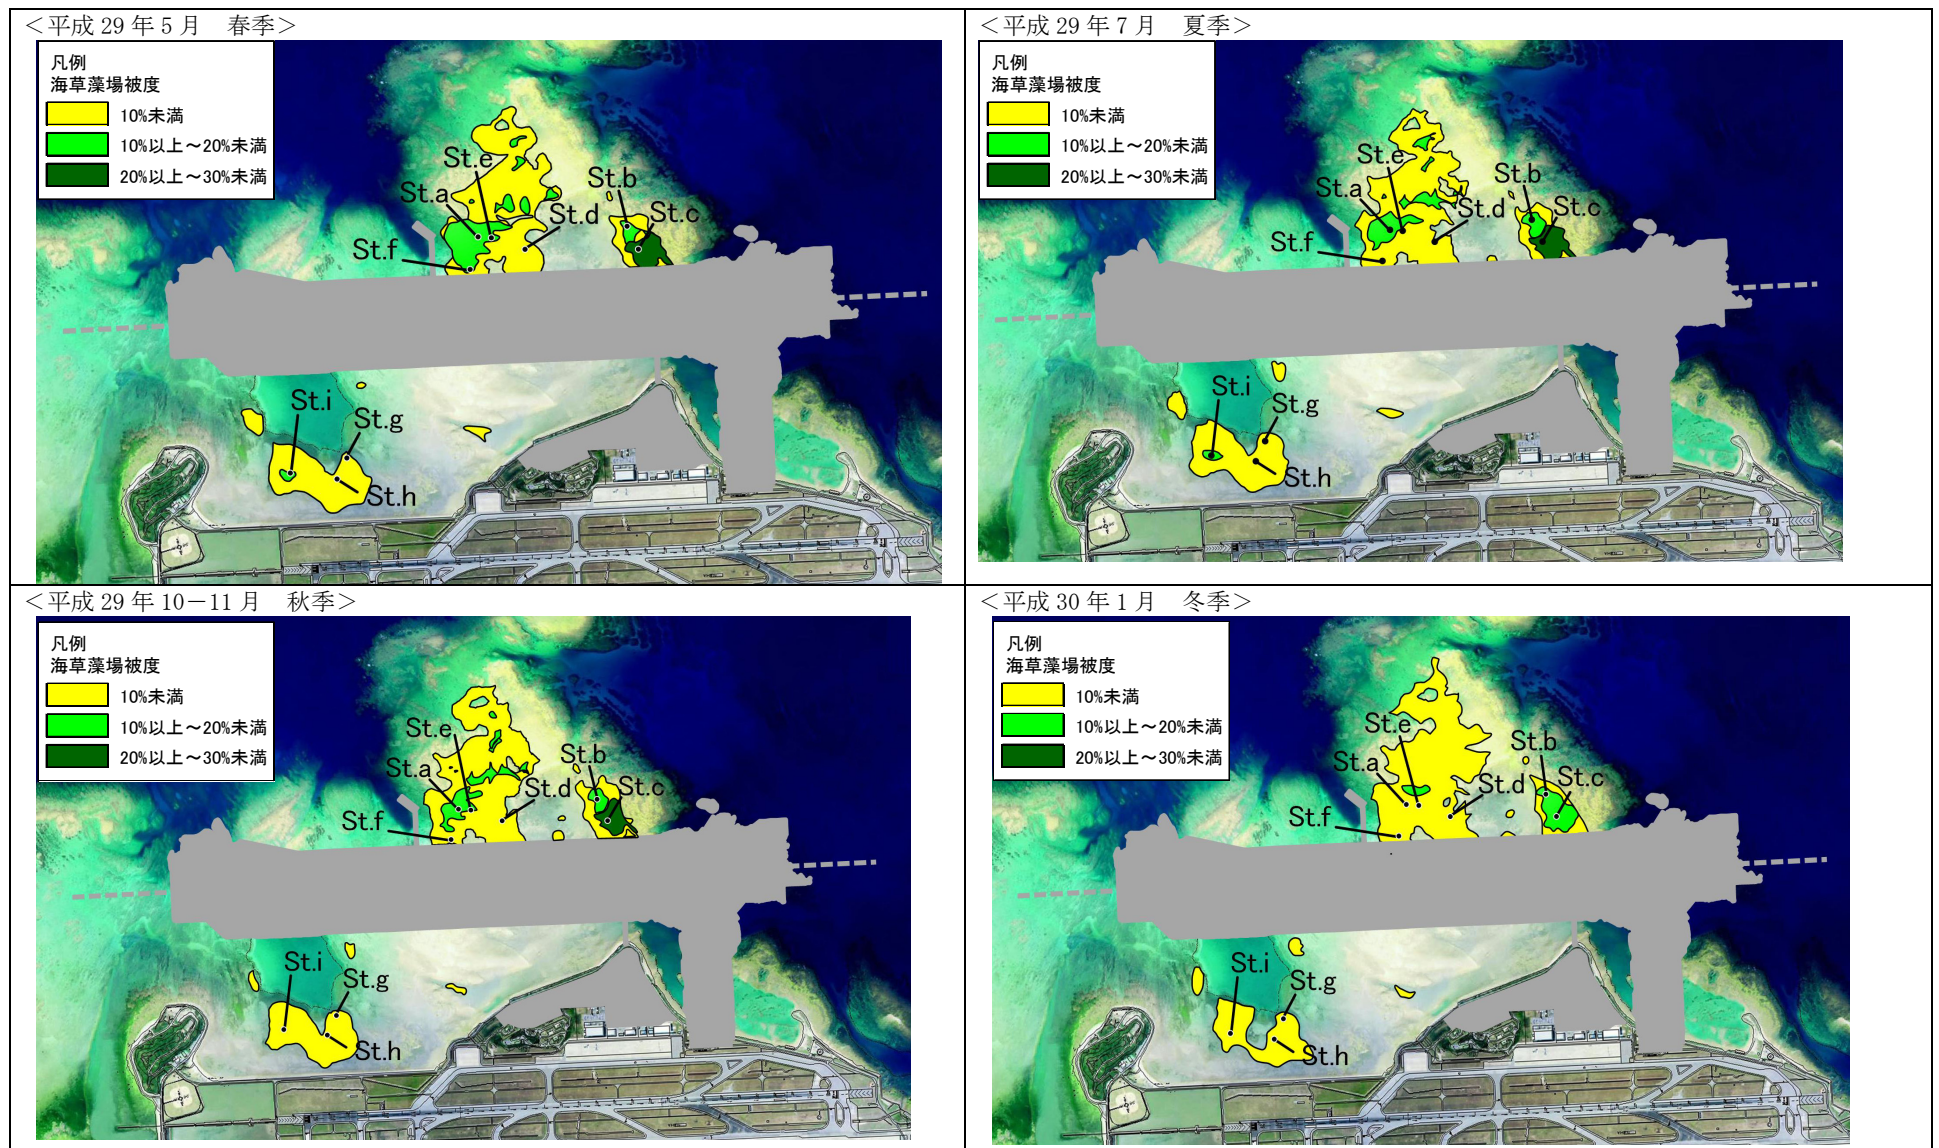 ＜平成 29 年 5 月　春季＞
凡例
海草藻場被度
10%未満
10%以上～20%未満
20%以上～30%未満
St.e
St.b
St.a
St.c
St.d
St.f
St.i
St.g
St.h
＜平成 29 年 7 月　夏季＞
凡例
海草藻場被度
10%未満
10%以上～20%未満
20%以上～30%未満
St.e
St.b
St.a
St.c
St.d
St.f
St.i
St.g
St.h
＜平成 29 年 10－11 月　秋季＞
凡例
海草藻場被度
10%未満
10%以上～20%未満
20%以上～30%未満
St.e
St.b
St.a
St.c
St.d
St.f
St.i
St.g
St.h
＜平成 30 年 1 月　冬季＞
凡例
海草藻場被度
10%未満
10%以上～20%未満
20%以上～30%未満
St.e
St.b
St.a
St.c
St.d
St.f
St.i
St.g
St.h